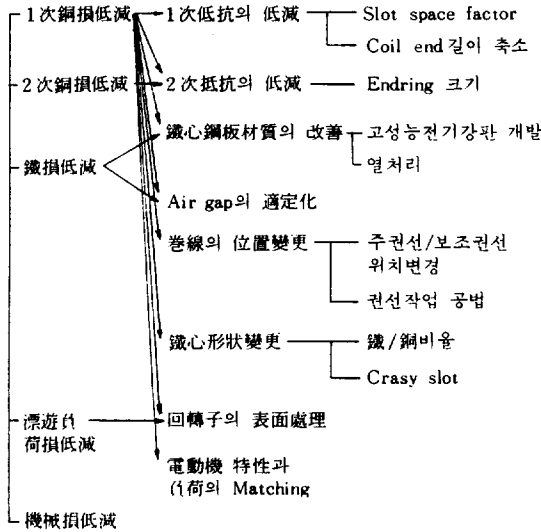 1次銅損低減
1次低抗의 低減
Slot space factor
Coil end길이 축소
2次銅損低減
2次抵抗의 低減
Endring 크기
鐵心鋼板材質의 改善
고성능전기강판 개발
열처리
鐵損低減
Air gap의 適定化
巻線의 位置變更
주권선/보조권선
위치변경
권선작업 공법
鐵心形狀變更
鐵/銅비율
Crasy slot
漂遊負
荷損低減
回轉子의 表面處理
電動機 特性과
負荷의 Matching
機械損低減